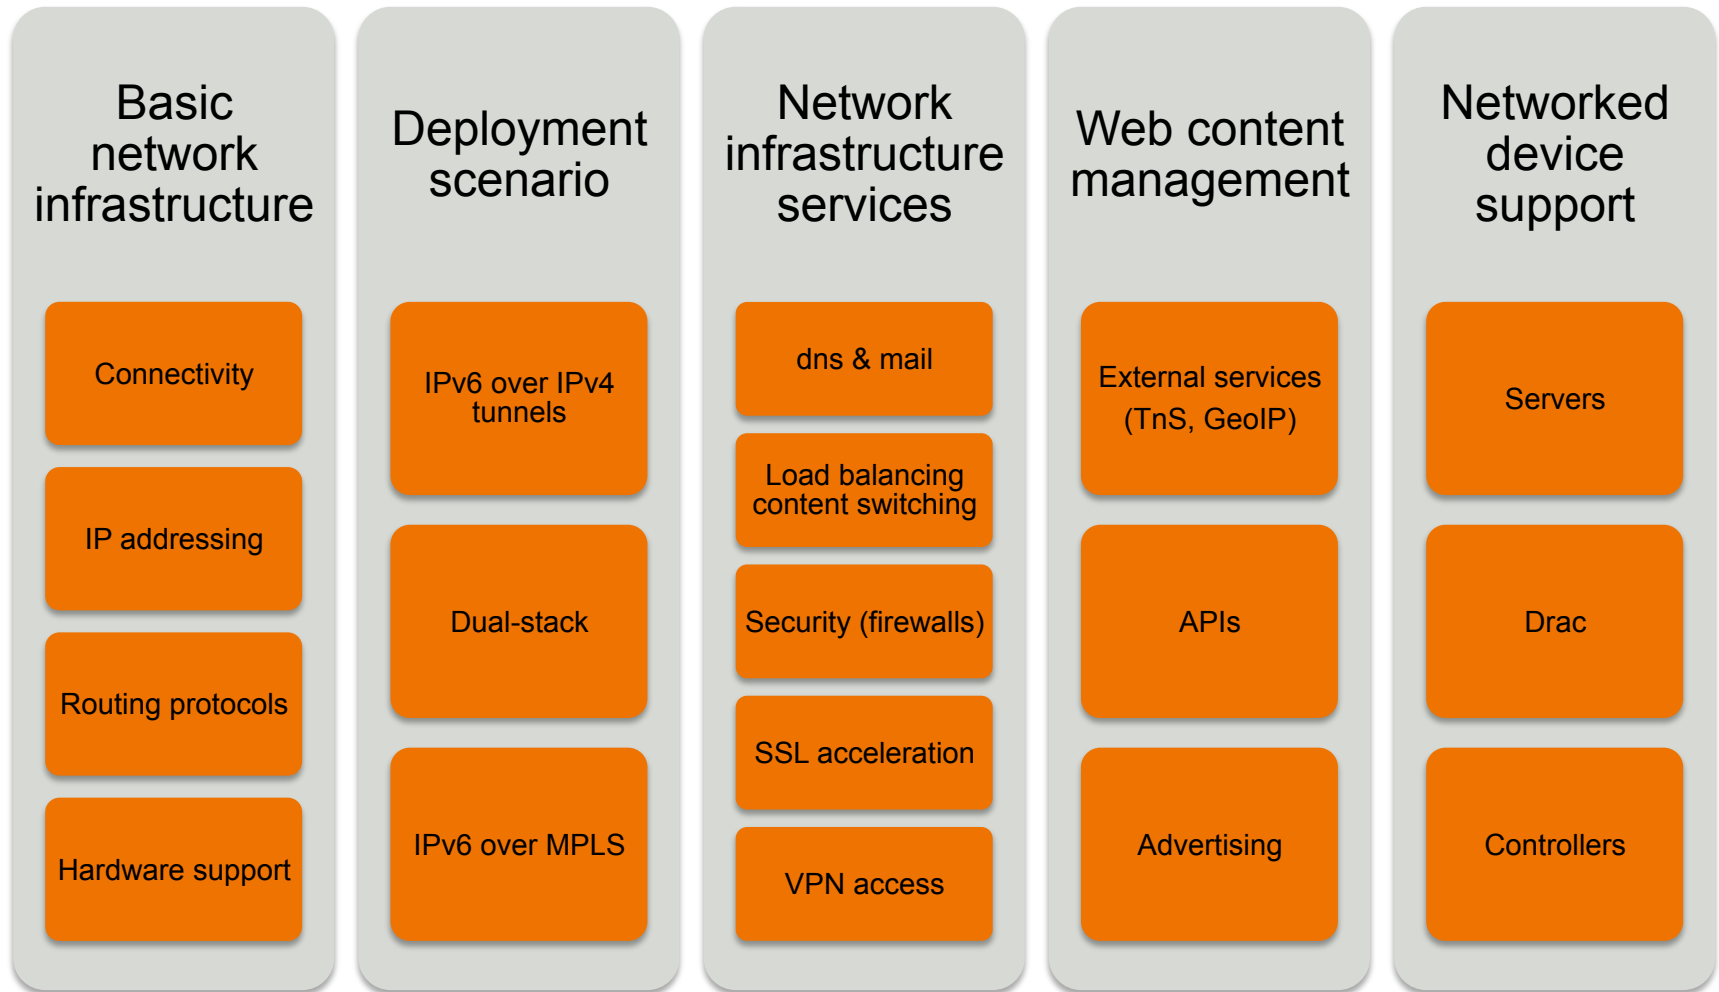 Basic
network
infrastructure
Connectivity
IP addressing
Routing protocols
Hardware support
Deployment
scenario
IPv6 over IPv4
tunnels
Dual-stack
IPv6 over MPLS
Network
infrastructure
services
dns & mail
Load balancing
content switching
Security (firewalls)
SSL acceleration
VPN access
Web content
management
External services
(TnS, GeoIP)
APIs
Advertising
Networked
device
support
Servers
Drac
Controllers